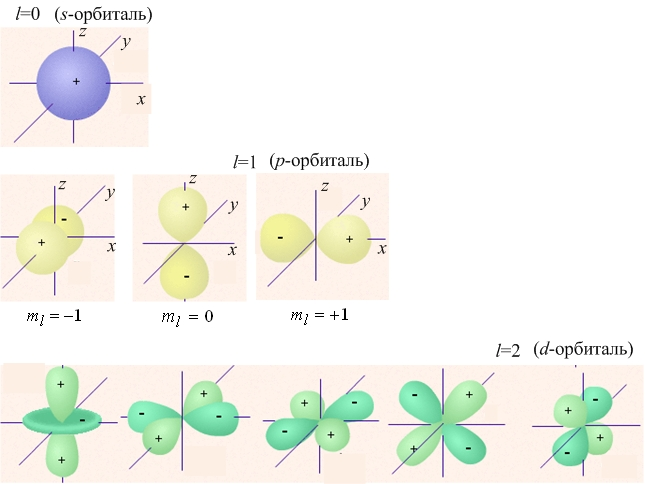 l=0 (s-орбиталь)
z
y
+
x
l=1 (p-орбиталь)
z y
- + x
z
+ y
x
-
z
y
- + x
m_l = −1
m_l = 0
m_l = +1
l=2 (d-орбиталь)
+ - +
- - +
+ - + -
- + + -
+ - - +